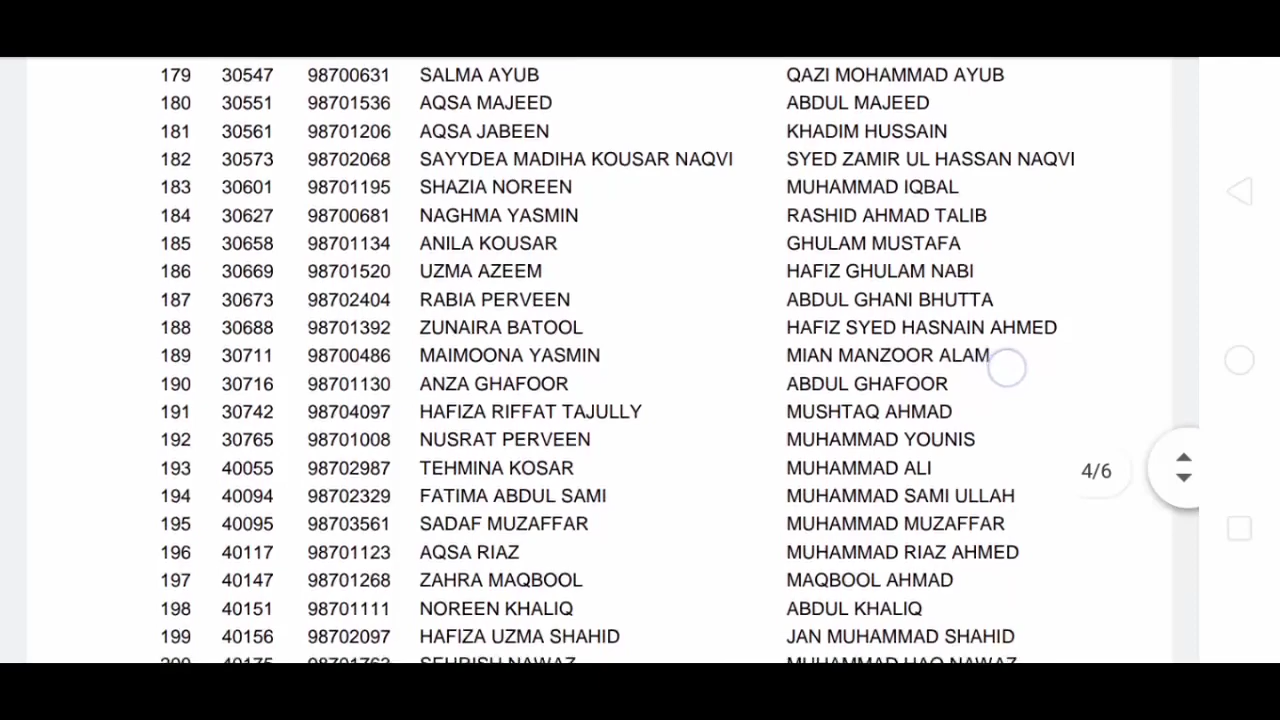 179 30547 98700631 SALMA AYUB QAZI MOHAMMAD AYUB
180 30551 98701536 AQSA MAJEED ABDUL MAJEED
181 30561 98701206 AQSA JABEEN KHADIM HUSSAIN
182 30573 98702068 SAYYDEA MADIHA KOUSAR NAQVI SYED ZAMIR UL HASSAN NAQVI
183 30601 98701195 SHAZIA NOREEN MUHAMMAD IQBAL
184 30627 98700681 NAGHMA YASMIN RASHID AHMAD TALIB
185 30658 98701134 ANILA KOUSAR GHULAM MUSTAFA
186 30669 98701520 UZMA AZEEM HAFIZ GHULAM NABI
187 30673 98702404 RABIA PERVEEN ABDUL GHANI BHUTTA
188 30688 98701392 ZUNAIRA BATOOL HAFIZ SYED HASNAIN AHMED
189 30711 98700486 MAIMOONA YASMIN MIAN MANZOOR ALAM
190 30716 98701130 ANZA GHAFOOR ABDUL GHAFOOR
191 30742 98704097 HAFIZA RIFFAT TAJULLY MUSHTAQ AHMAD
192 30765 98701008 NUSRAT PERVEEN MUHAMMAD YOUNIS
193 40055 98702987 TEHMINA KOSAR MUHAMMAD ALI
4/6
194 40094 98702329 FATIMA ABDUL SAMI MUHAMMAD SAMI ULLAH
195 40095 98703561 SADAF MUZAFFAR MUHAMMAD MUZAFFAR
196 40117 98701123 AQSA RIAZ MUHAMMAD RIAZ AHMED
197 40147 98701268 ZAHRA MAQBOOL MAQBOOL AHMAD
198 40151 98701111 NOREEN KHALIQ ABDUL KHALIQ
199 40156 98702097 HAFIZA UZMA SHAHID JAN MUHAMMAD SHAHID
200 40175 98701763 SEHRISH NAWAZ MUHAMMAD HAQ NAWAZ